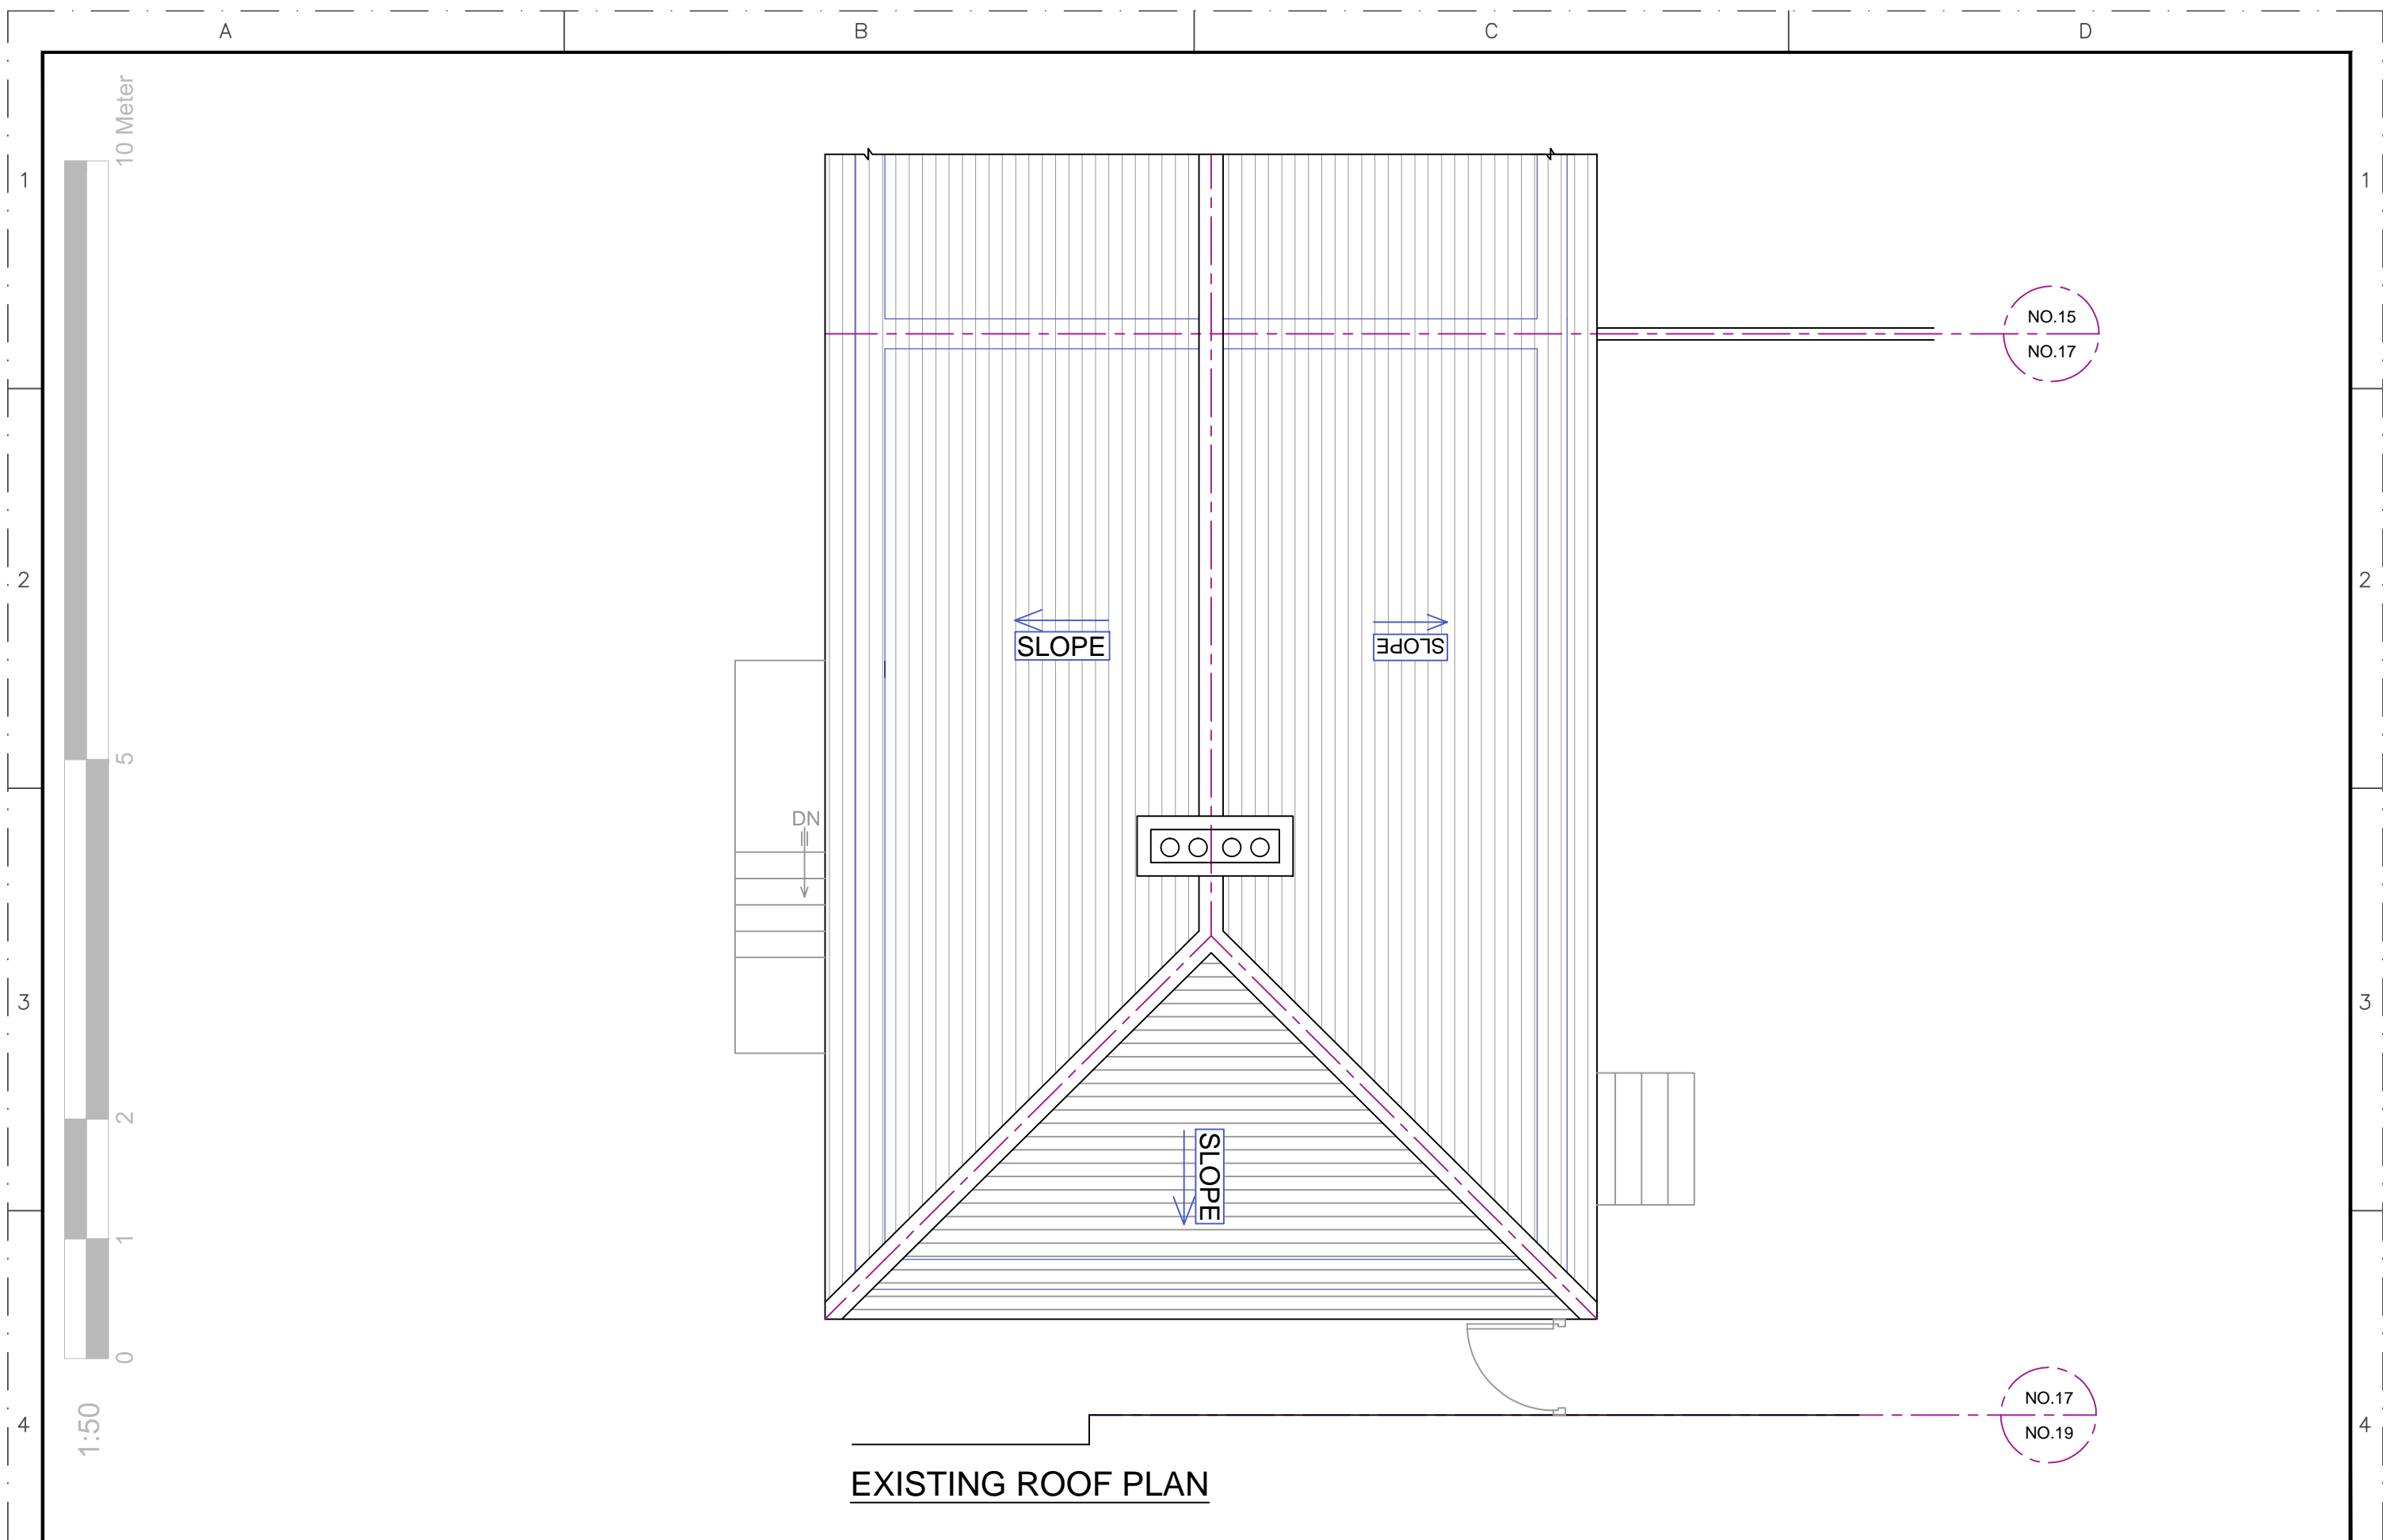 A
B
C
D
10 Meter
1
1
NO.15
NO.17
2
2
SLOPE
SLOPE
5
DN
3
3
2
SLOPE
1
0
1:50
4
4
NO.17
NO.19
EXISTING ROOF PLAN